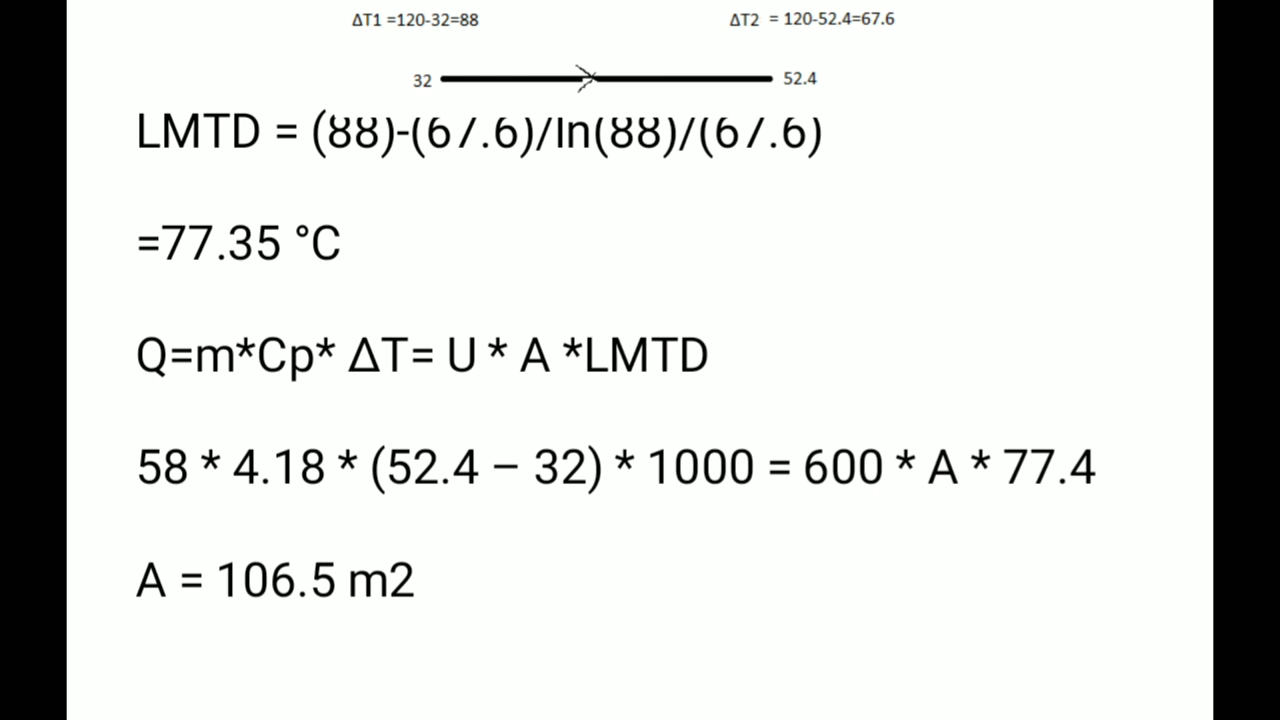 ΔT1 =120-32=88
ΔT2 = 120-52.4=67.6
32
52.4
LMTD = (88)-(67.6)/ln(88)/(67.6)
=77.35 °C
Q=m*Cp* ΔT= U * A *LMTD
58 * 4.18 * (52.4 – 32) * 1000 = 600 * A * 77.4
A = 106.5 m2